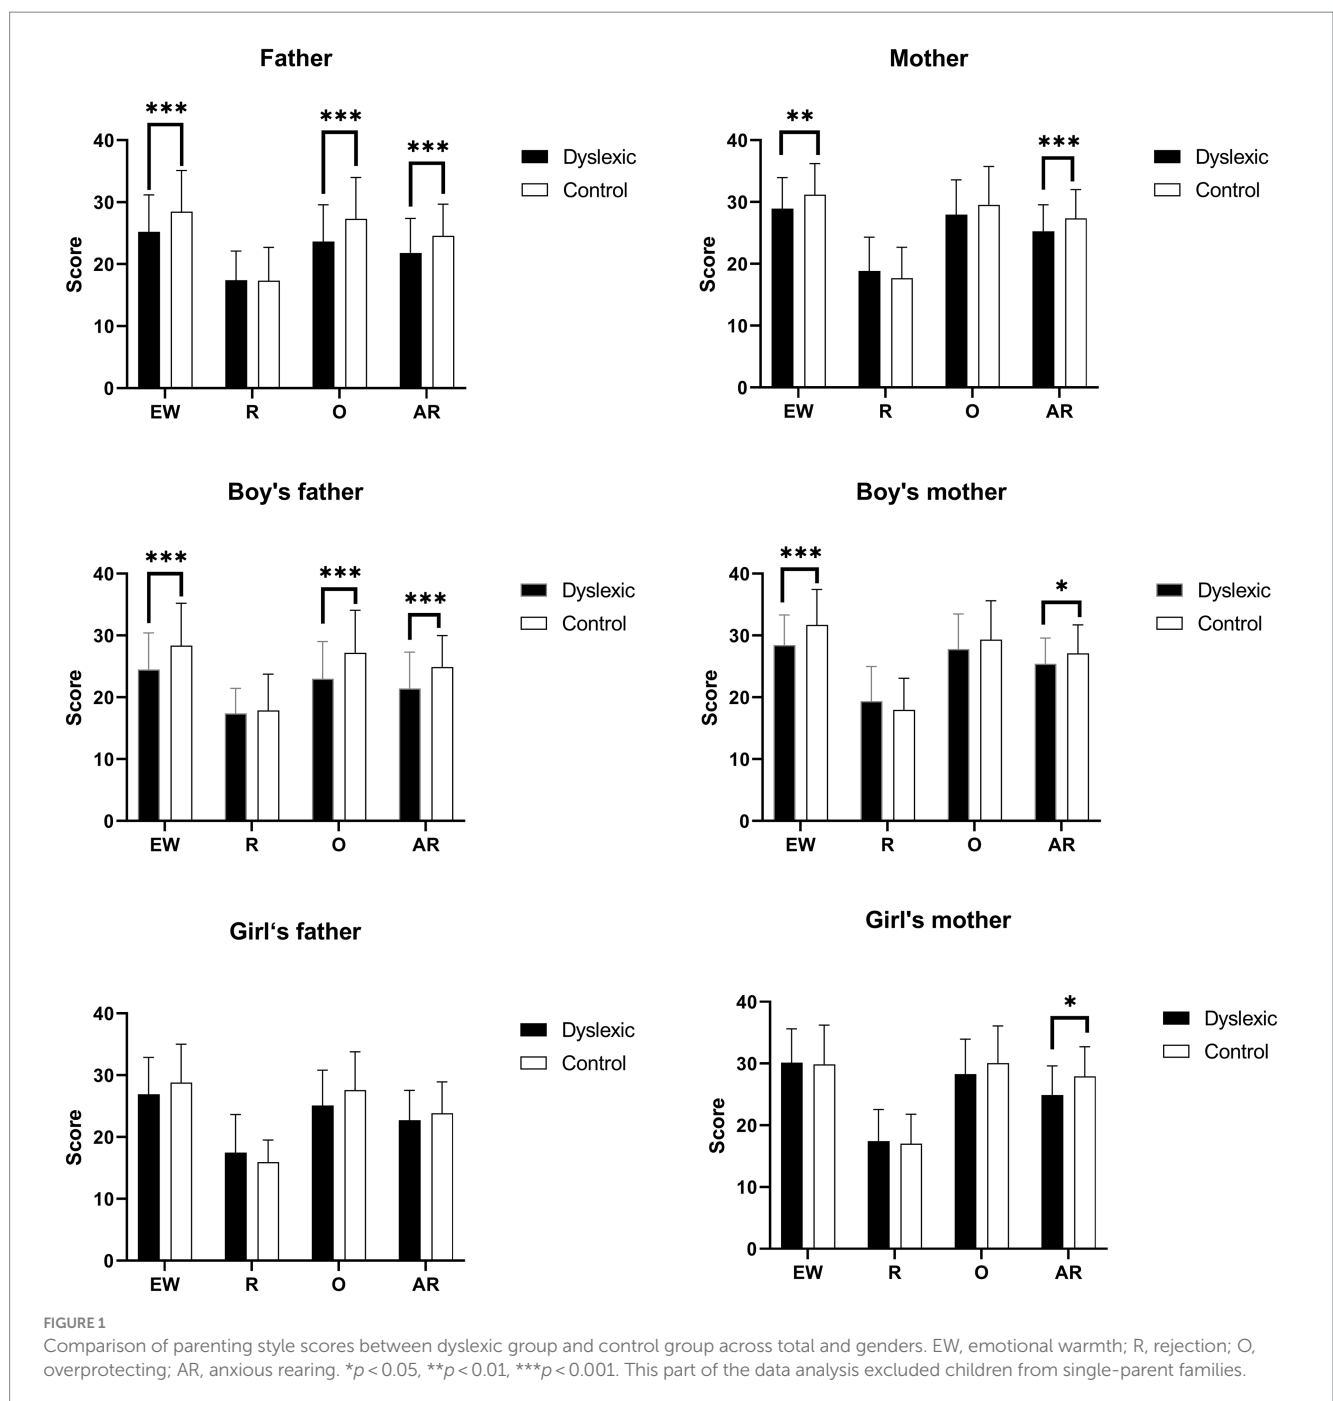 Father
***
***
***
40
30
20
10
0
Score
EW
R
O
AR
Dyslexic
Control
Mother
**
***
40
30
20
10
0
Score
EW
R
O
AR
Dyslexic
Control
Boy's father
***
***
***
40
30
20
10
0
Score
EW
R
O
AR
Dyslexic
Control
Boy's mother
***
*
40
30
20
10
0
Score
EW
R
O
AR
Dyslexic
Control
Girl‘s father
40
30
20
10
0
Score
EW
R
O
AR
Dyslexic
Control
Girl's mother
*
40
30
20
10
0
Score
EW
R
O
AR
Dyslexic
Control
FIGURE 1
Comparison of parenting style scores between dyslexic group and control group across total and genders. EW, emotional warmth; R, rejection; O,
overprotecting; AR, anxious rearing. *p < 0.05, **p < 0.01, ***p < 0.001. This part of the data analysis excluded children from single-parent families.